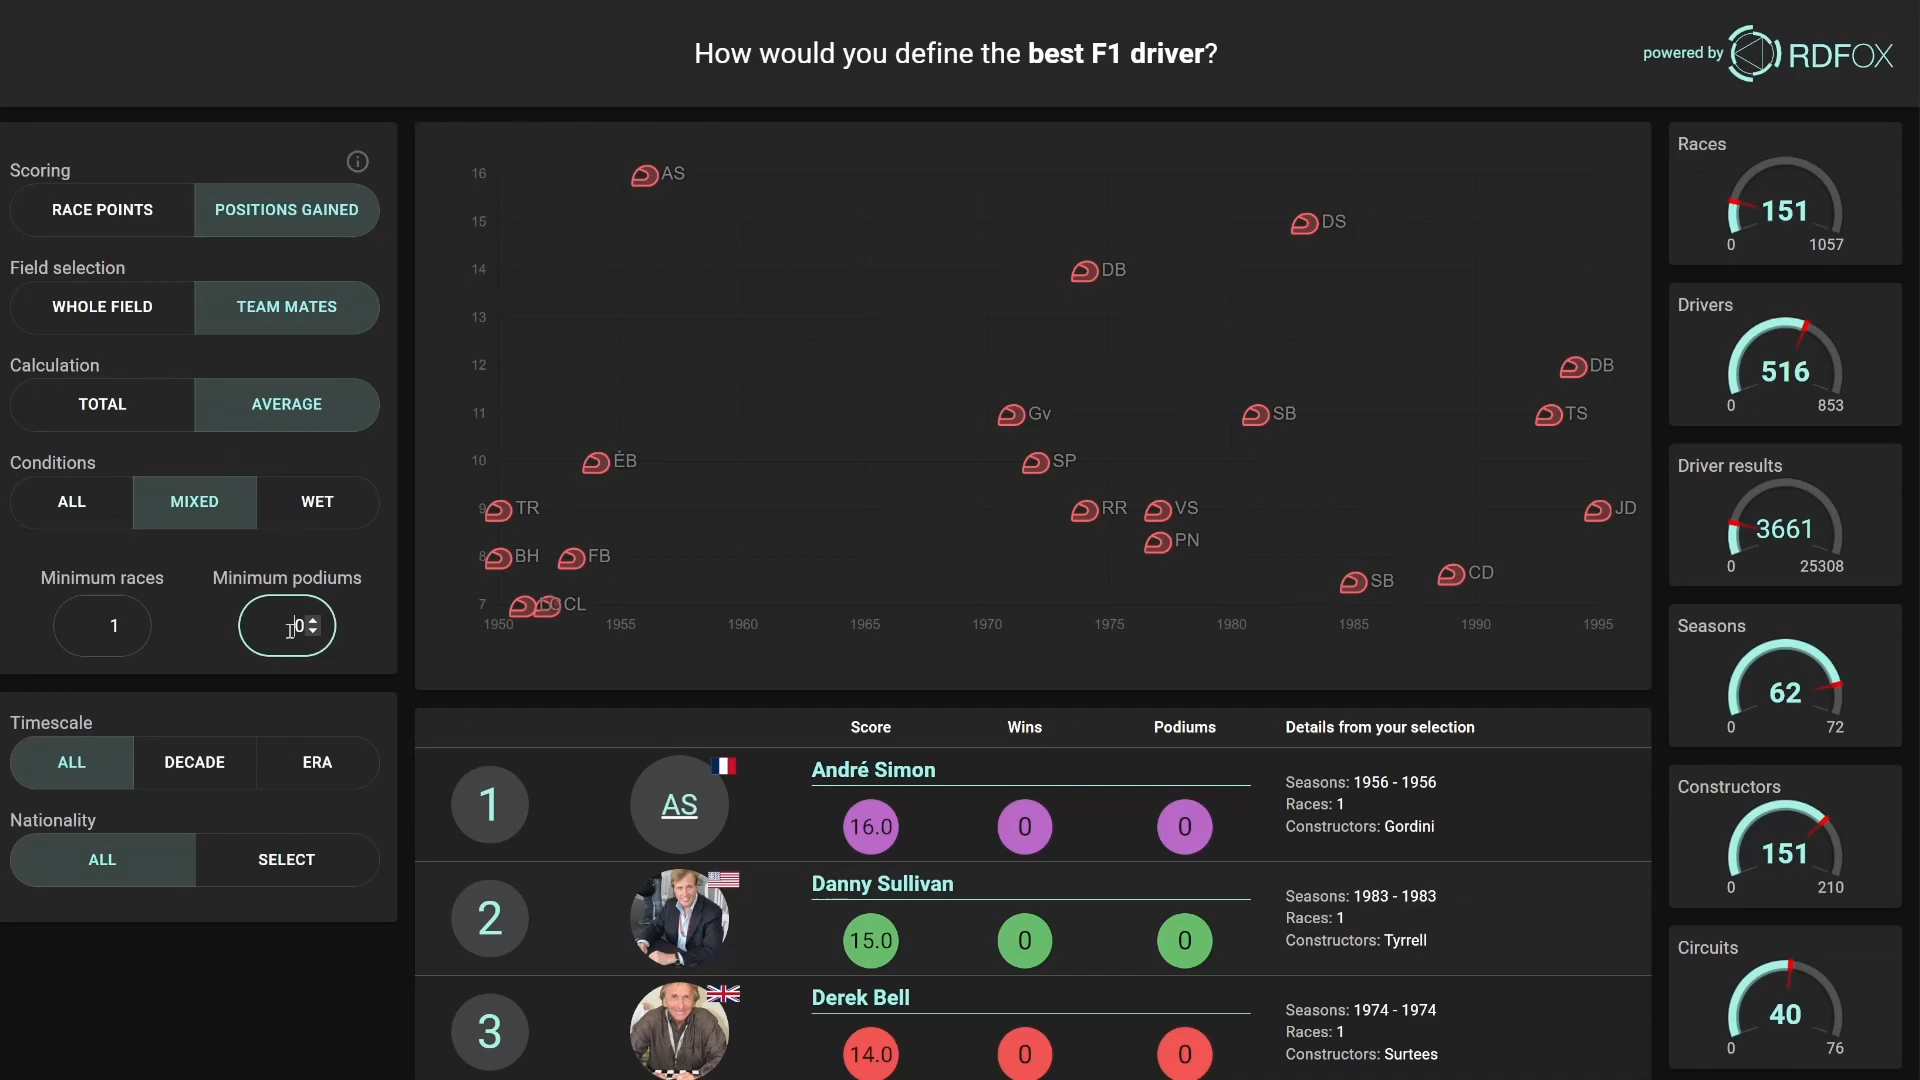 How would you define the best F1 driver?
powered by RDFOX
Scoring
RACE POINTS
POSITIONS GAINED
Field selection
WHOLE FIELD
TEAM MATES
Calculation
TOTAL
AVERAGE
Conditions
ALL
MIXED
WET
Minimum races
Minimum podiums
1
0
Timescale
ALL
DECADE
ERA
Nationality
ALL
SELECT
16
15
14
13
12
11
10
9
8
7
1950
1955
1960
1965
1970
1975
1980
1985
1990
1995
AS
DS
DB
DB
Gv
SB
TS
ÉB
SP
TR
RR
VS
JD
PN
BH
FB
SB
CD
CL
Score
Wins
Podiums
Details from your selection
1
AS
André Simon
16.0
0
0
Seasons: 1956 - 1956
Races: 1
Constructors: Gordini
2
Danny Sullivan
15.0
0
0
Seasons: 1983 - 1983
Races: 1
Constructors: Tyrrell
3
Derek Bell
14.0
0
0
Seasons: 1974 - 1974
Races: 1
Constructors: Surtees
Races
151
0
1057
Drivers
516
0
853
Driver results
3661
0
25308
Seasons
62
0
72
Constructors
151
0
210
Circuits
40
0
76